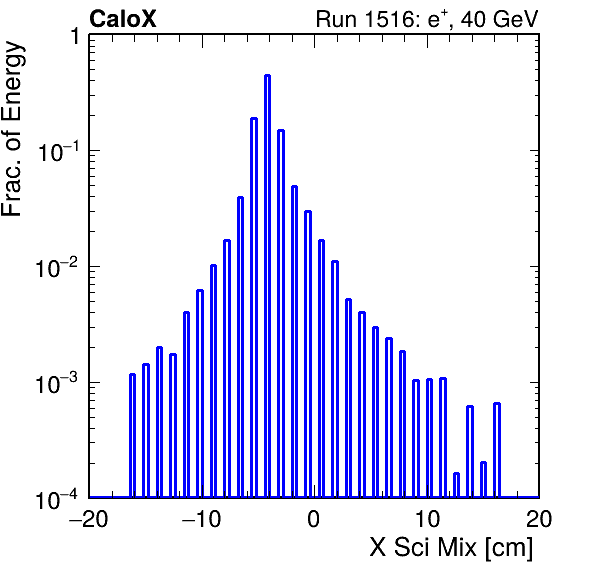 CaloX Run 1516: e⁺, 40 GeV
Frac. of Energy
1
10⁻¹
10⁻²
10⁻³
10⁻⁴
−20 −10 0 10 20
X Sci Mix [cm]